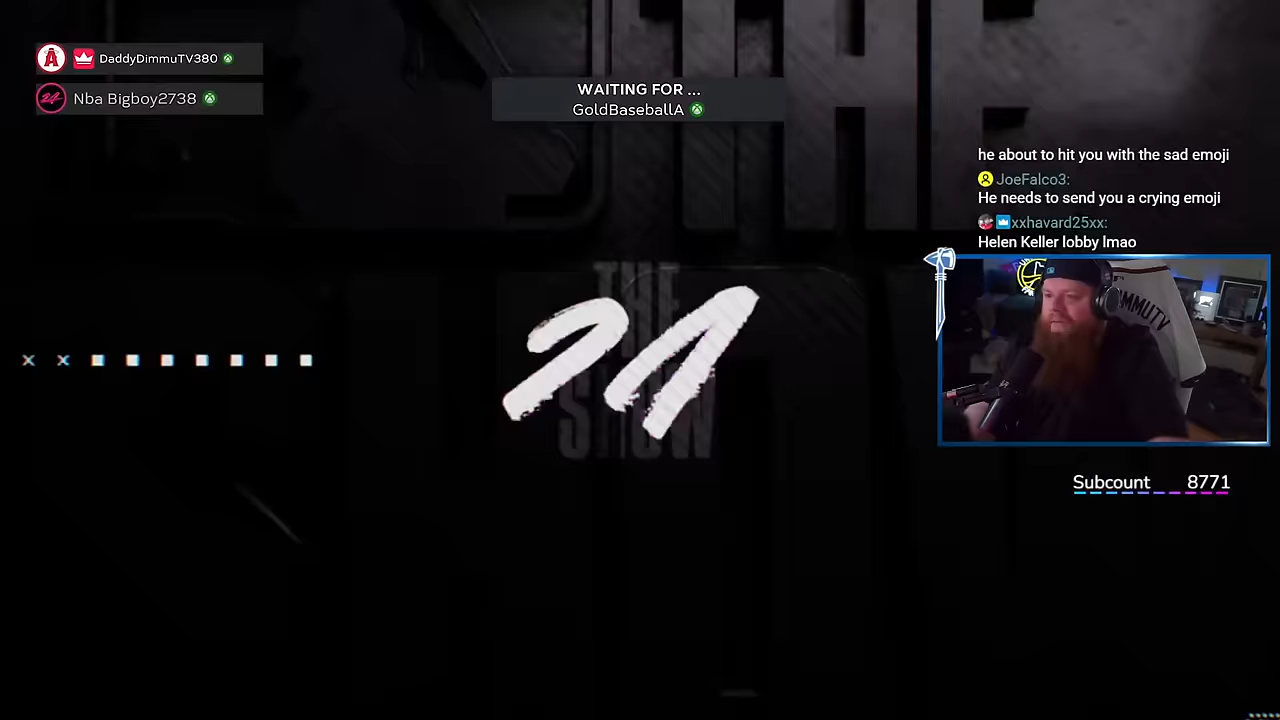 DaddyDimmuTV380
Nba Bigboy2738
WAITING FOR ...
GoldBaseballA
he about to hit you with the sad emoji
JoeFalco3:
He needs to send you a crying emoji
xxhavard25xx:
Helen Keller lobby lmao
THE
24
SHOW
Subcount 8771